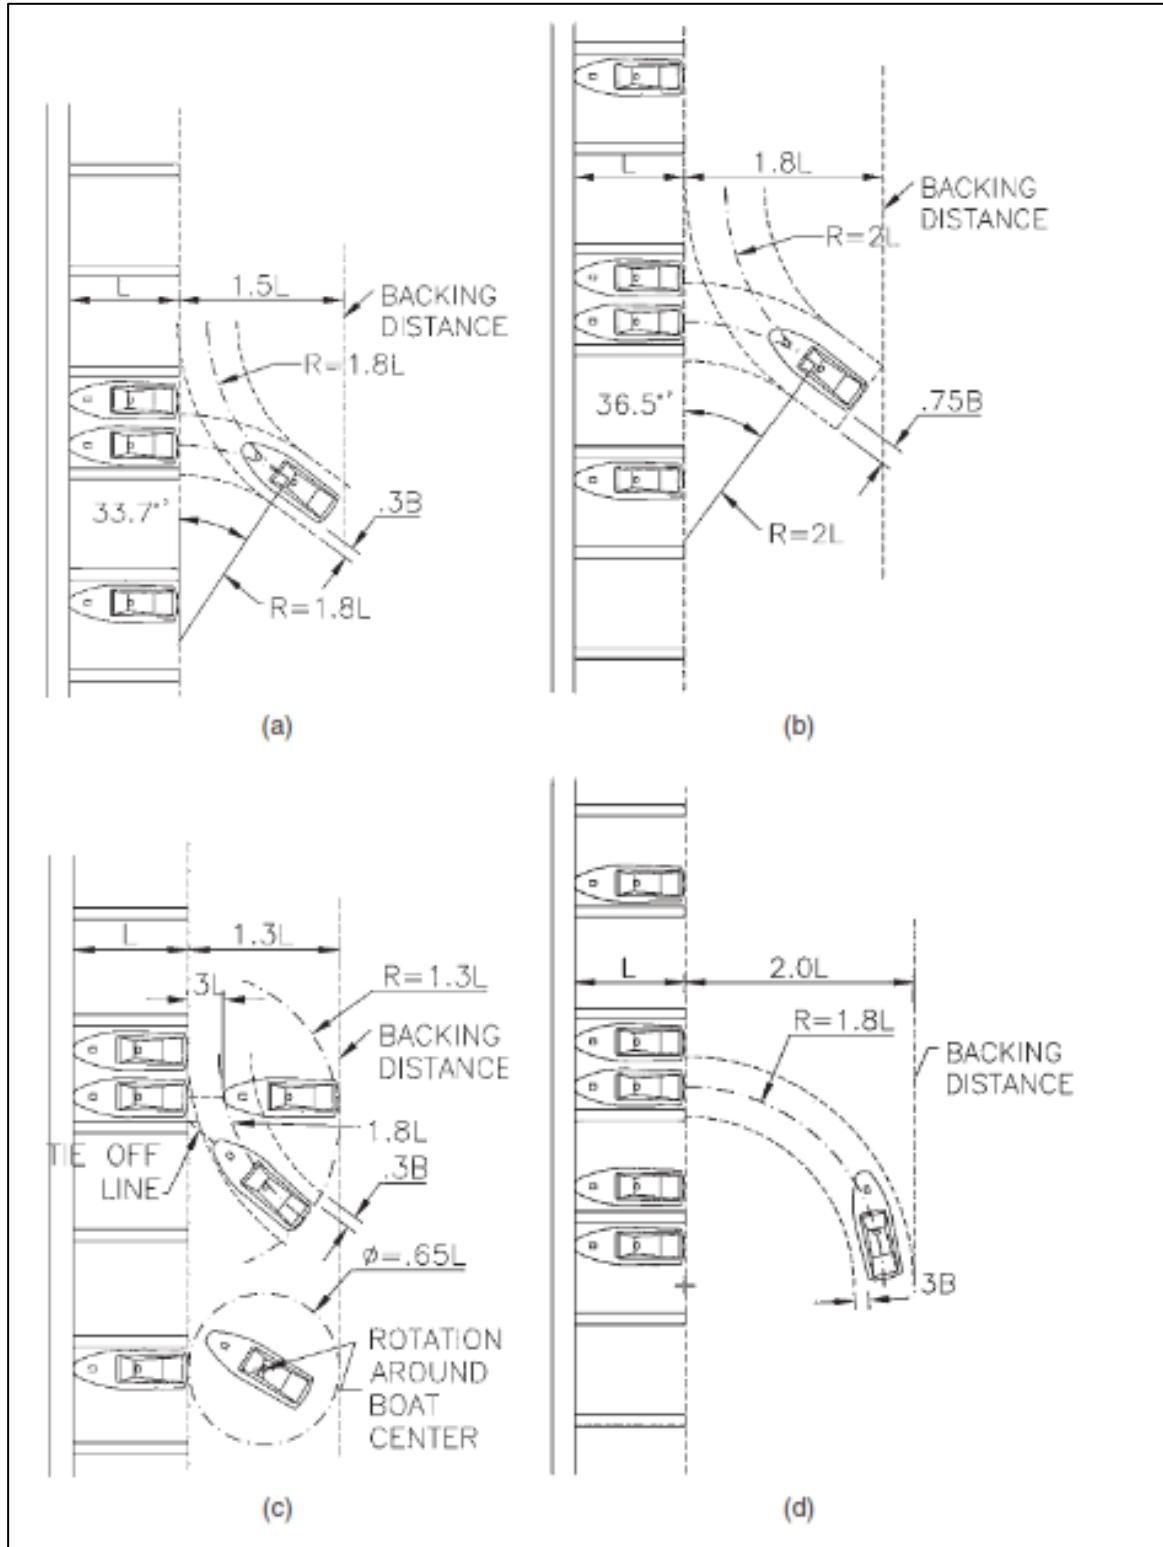 L
1.5L
BACKING
DISTANCE
R=1.8L
33.7°
.3B
R=1.8L
(a)
L
1.8L
BACKING
DISTANCE
R=2L
36.5°
.75B
R=2L
(b)
L
1.3L
.3L
R=1.3L
BACKING
DISTANCE
1.8L
TIE OFF
LINE
.3B
ø=.65L
ROTATION
AROUND
BOAT
CENTER
(c)
L
2.0L
R=1.8L
BACKING
DISTANCE
.3B
(d)